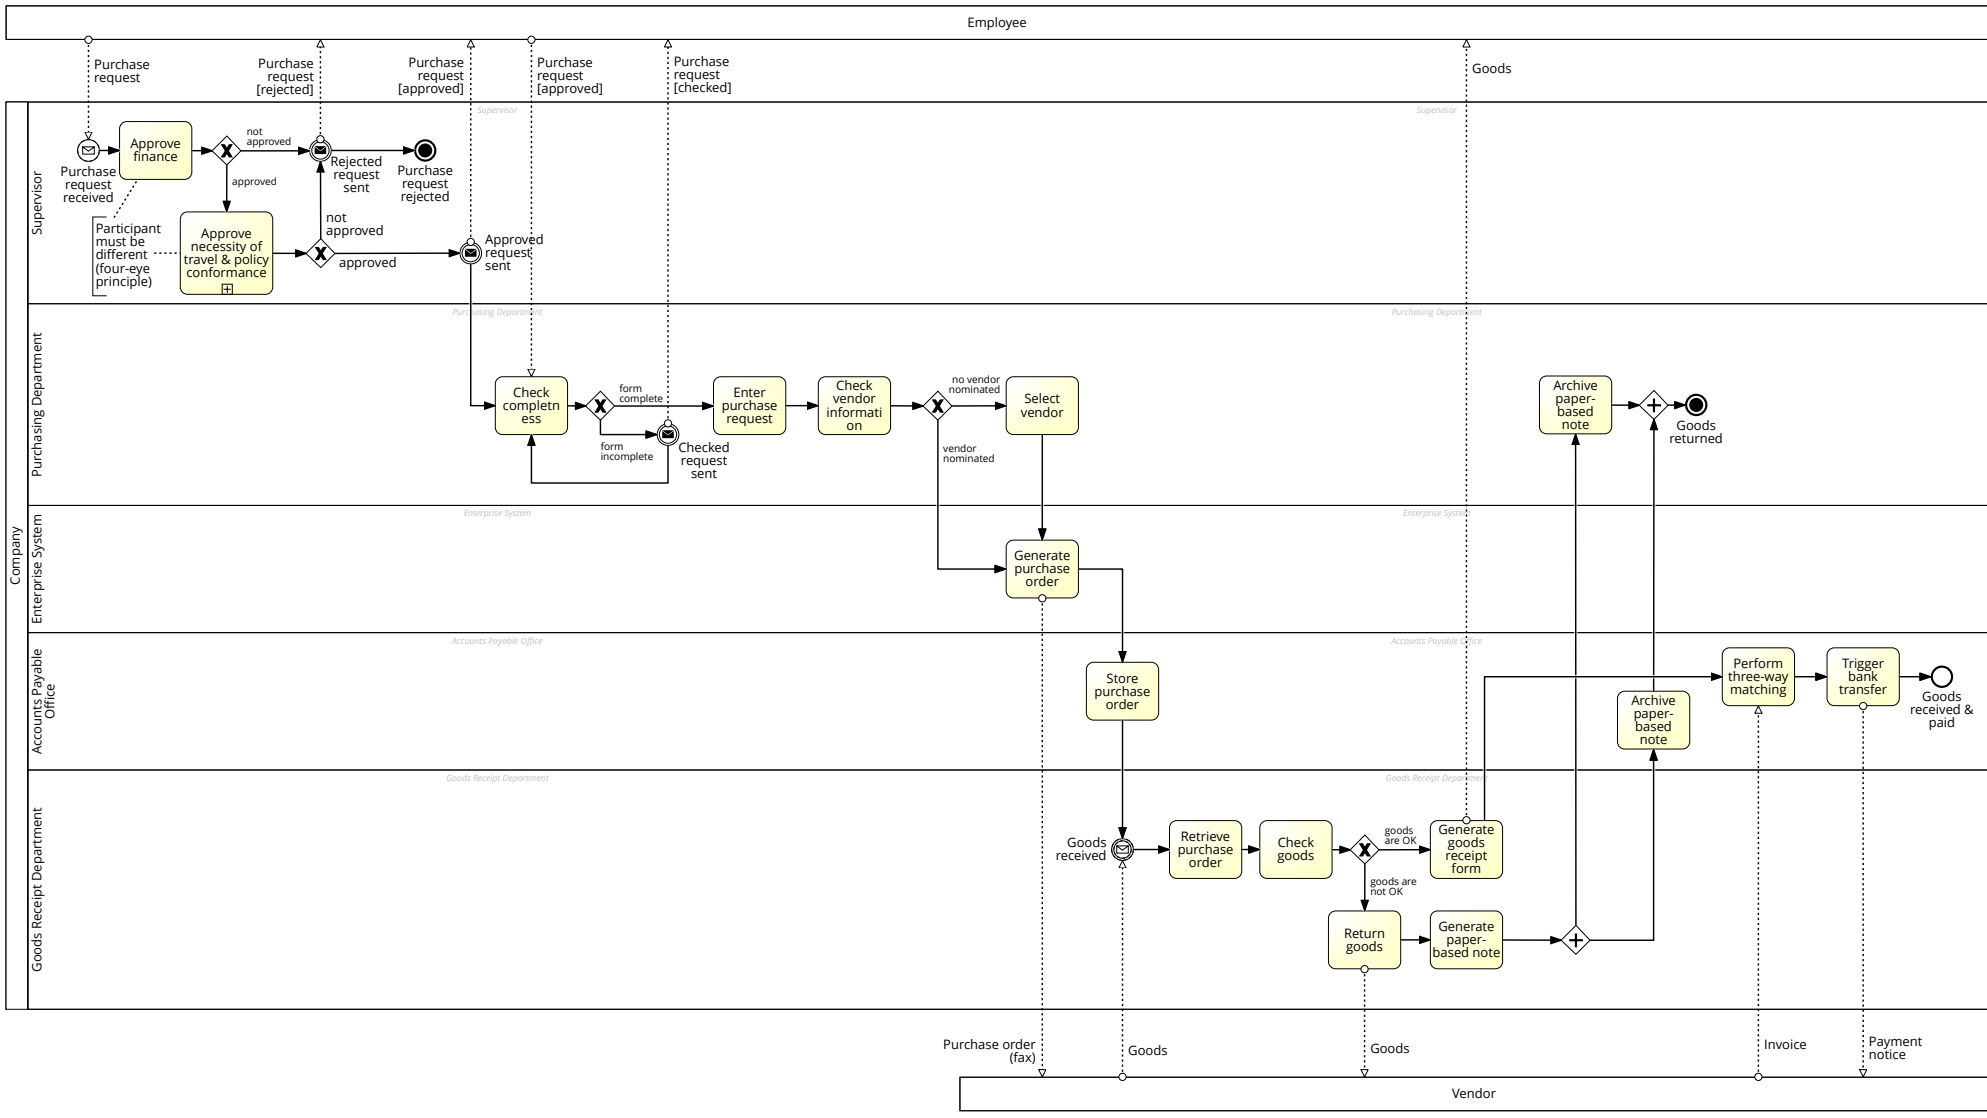 Employee
Purchase
request
Purchase
request
[rejected]
Purchase
request
[approved]
Purchase
request
[approved]
Purchase
request
[checked]
Goods
Company
Supervisor
Supervisor
Supervisor
Purchase
request
received
Approve
finance
not
approved
approved
Rejected
request
sent
Purchase
request
rejected
Participant
must be
different
(four-eye
principle)
Approve
necessity of
travel & policy
conformance
not
approved
approved
Approved
request
sent
Purchasing Department
Purchasing Department
Purchasing Department
Check
completn
ess
form
complete
form
incomplete
Checked
request
sent
Enter
purchase
request
Check
vendor
informati
on
no vendor
nominated
vendor
nominated
Select
vendor
Archive
paper-
based
note
Goods
returned
Enterprise System
Enterprise System
Enterprise System
Generate
purchase
order
Accounts Payable
Office
Accounts Payable Office
Accounts Payable Office
Store
purchase
order
Archive
paper-
based
note
Perform
three-way
matching
Trigger
bank
transfer
Goods
received &
paid
Goods Receipt Department
Goods Receipt Department
Goods Receipt Department
Goods
received
Retrieve
purchase
order
Check
goods
goods
are OK
goods are
not OK
Generate
goods
receipt
form
Return
goods
Generate
paper-
based note
Purchase order
(fax)
Goods
Goods
Invoice
Payment
notice
Vendor